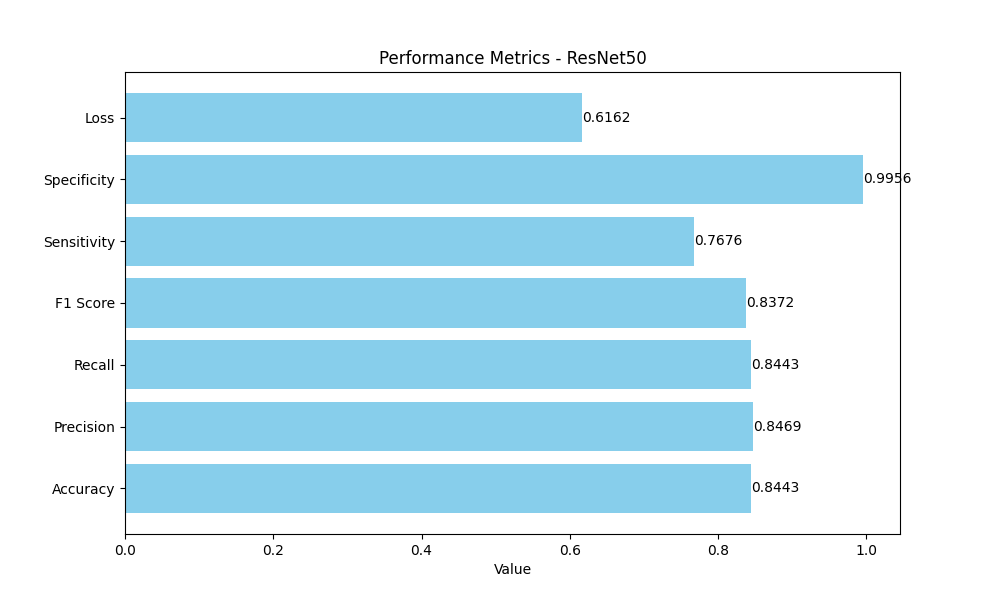 Performance Metrics - ResNet50
Loss
0.6162
Specificity
0.9956
Sensitivity
0.7676
F1 Score
0.8372
Recall
0.8443
Precision
0.8469
Accuracy
0.8443
0.0 0.2 0.4 0.6 0.8 1.0
Value